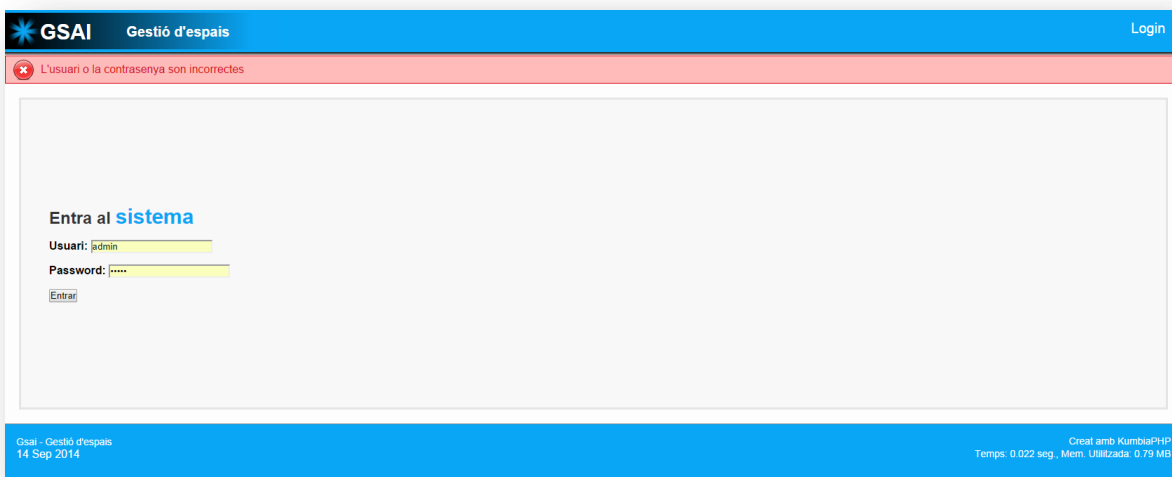 GSAI Gestió d'espais Login
L'usuari o la contrasenya son incorrectes
Entra al sistema
Usuari: admin
Password: •••••
Entrar
Gsai - Gestió d'espais
14 Sep 2014
Creat amb KumbiaPHP
Temps: 0.022 seg., Mem. Utilitzada: 0.79 MB